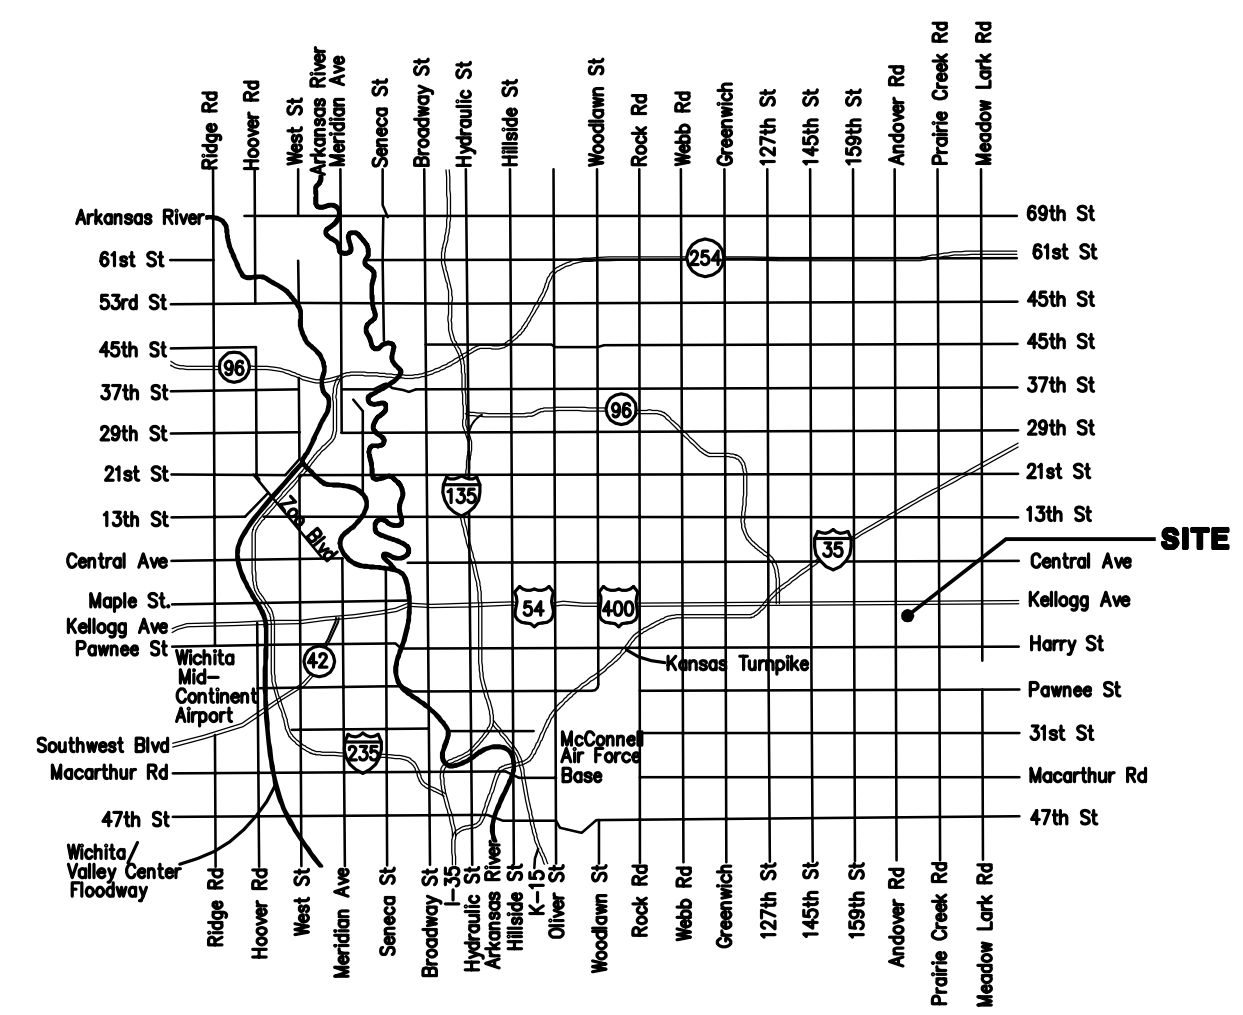 Ridge Rd
Hoover Rd
West St
Arkansas River
Meridian Ave
Seneca St
Broadway St
Hydraulic St
Hillside St
Woodlawn St
Rock Rd
Webb Rd
Greenwich
127th St
145th St
159th St
Andover Rd
Prairie Creek Rd
Meadow Lark Rd
Arkansas River
69th St
61st St
254
61st St
53rd St
45th St
45th St
45th St
96
37th St
37th St
96
29th St
29th St
21st St
21st St
135
13th St
Zoo Blvd
13th St
35
SITE
Central Ave
Central Ave
Maple St.
54
400
Kellogg Ave
Kellogg Ave
Pawnee St
Harry St
Wichita
Mid-
Continent
Airport
42
Kansas Turnpike
Pawnee St
Southwest Blvd
235
McConnell
Air Force
Base
31st St
Macarthur Rd
Macarthur Rd
47th St
47th St
Wichita/
Valley Center
Floodway
Ridge Rd
Hoover Rd
West St
Meridian Ave
Seneca St
Broadway St
I-35
Hydraulic St
Arkansas River
Hillside St
K-15
Oliver St
Woodlawn St
Rock Rd
Webb Rd
Greenwich
127th St
145th St
159th St
Andover Rd
Prairie Creek Rd
Meadow Lark Rd